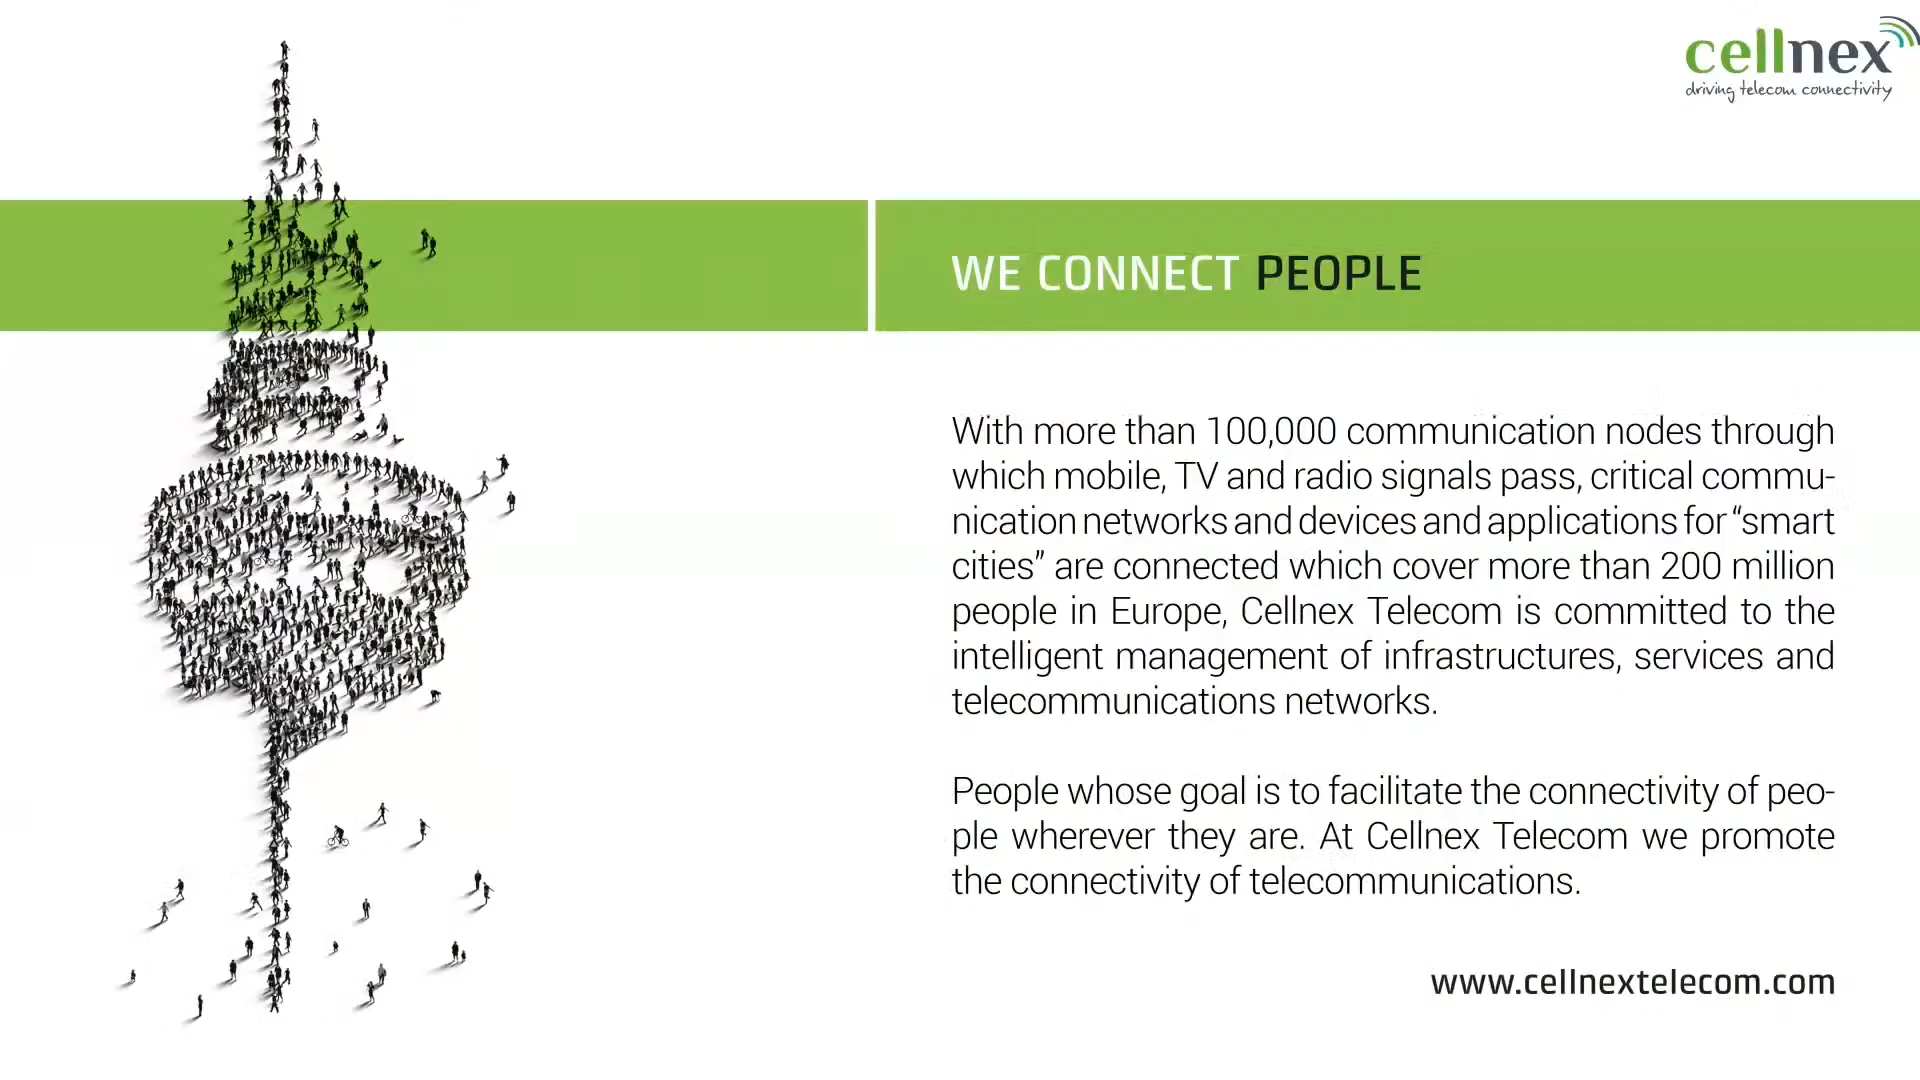 cellnex
driving telecom connectivity
WE CONNECT PEOPLE
With more than 100,000 communication nodes through
which mobile, TV and radio signals pass, critical commu-
nication networks and devices and applications for “smart
cities” are connected which cover more than 200 million
people in Europe, Cellnex Telecom is committed to the
intelligent management of infrastructures, services and
telecommunications networks.
People whose goal is to facilitate the connectivity of peo-
ple wherever they are. At Cellnex Telecom we promote
the connectivity of telecommunications.
www.cellnextelecom.com